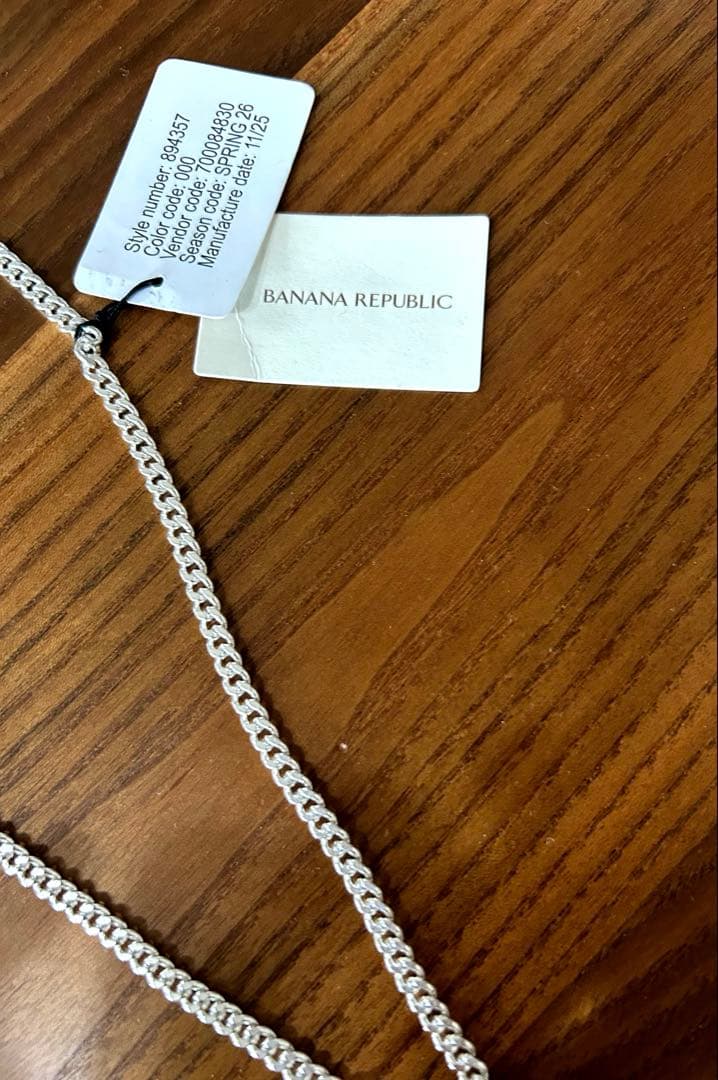 Style number: 894357
Color code: 000
Vendor code: 700084830
Season code: SPRING 26
Manufacture date: 11/25
BANANA REPUBLIC